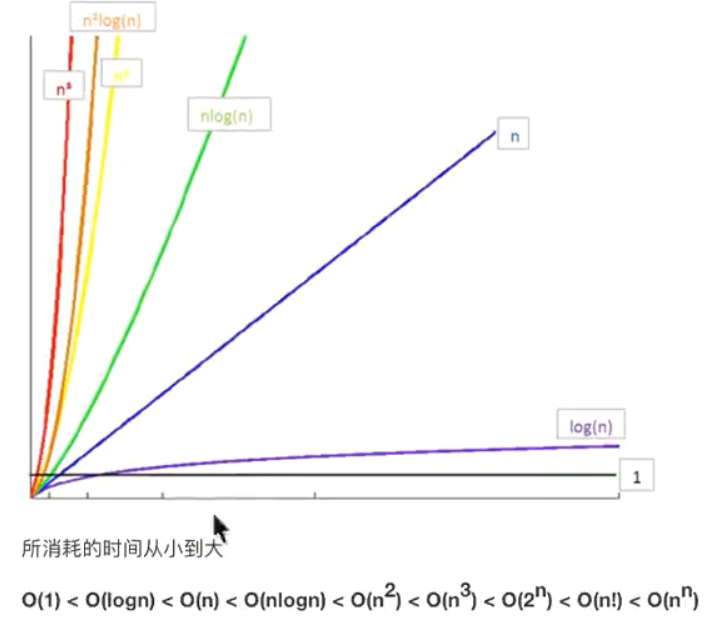 n²log(n)
n³
nlog(n)
n
log(n)
1
所消耗的时间从小到大
O(1) < O(logn) < O(n) < O(nlogn) < O(n²) < O(n³) < O(2ⁿ) < O(n!) < O(nⁿ)